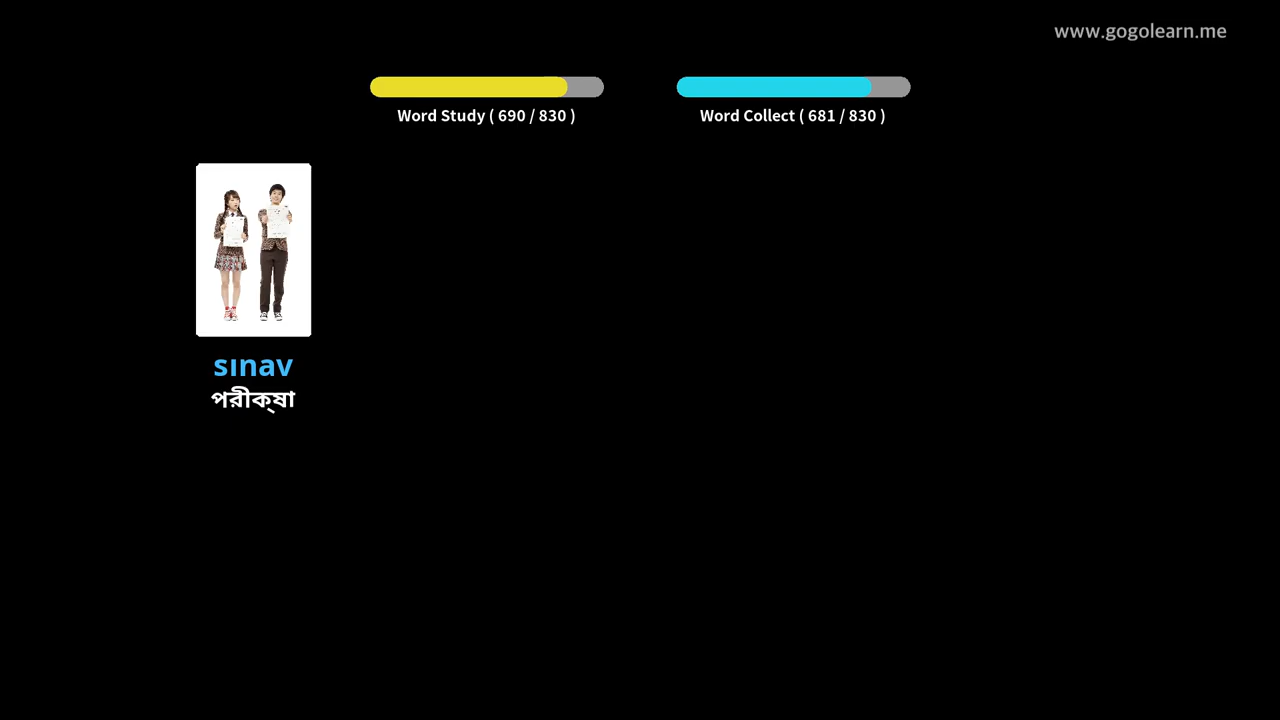 www.gogolearn.me
Word Study ( 690 / 830 )
Word Collect ( 681 / 830 )
sınav
পরীক্ষা